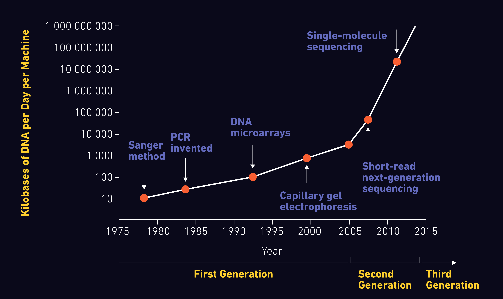 Kilobases of DNA per Day per Machine
1 000 000 000
100 000 000
10 000 000
1 000 000
100 000
10 000
1 000
100
10
Single-molecule
sequencing
DNA
microarrays
PCR
invented
Sanger
method
Short-read
next-generation
sequencing
Capillary gel
electrophoresis
1975
1980
1985
1990
1995
2000
2005
2010
2015
Year
First Generation
Second
Generation
Third
Generation